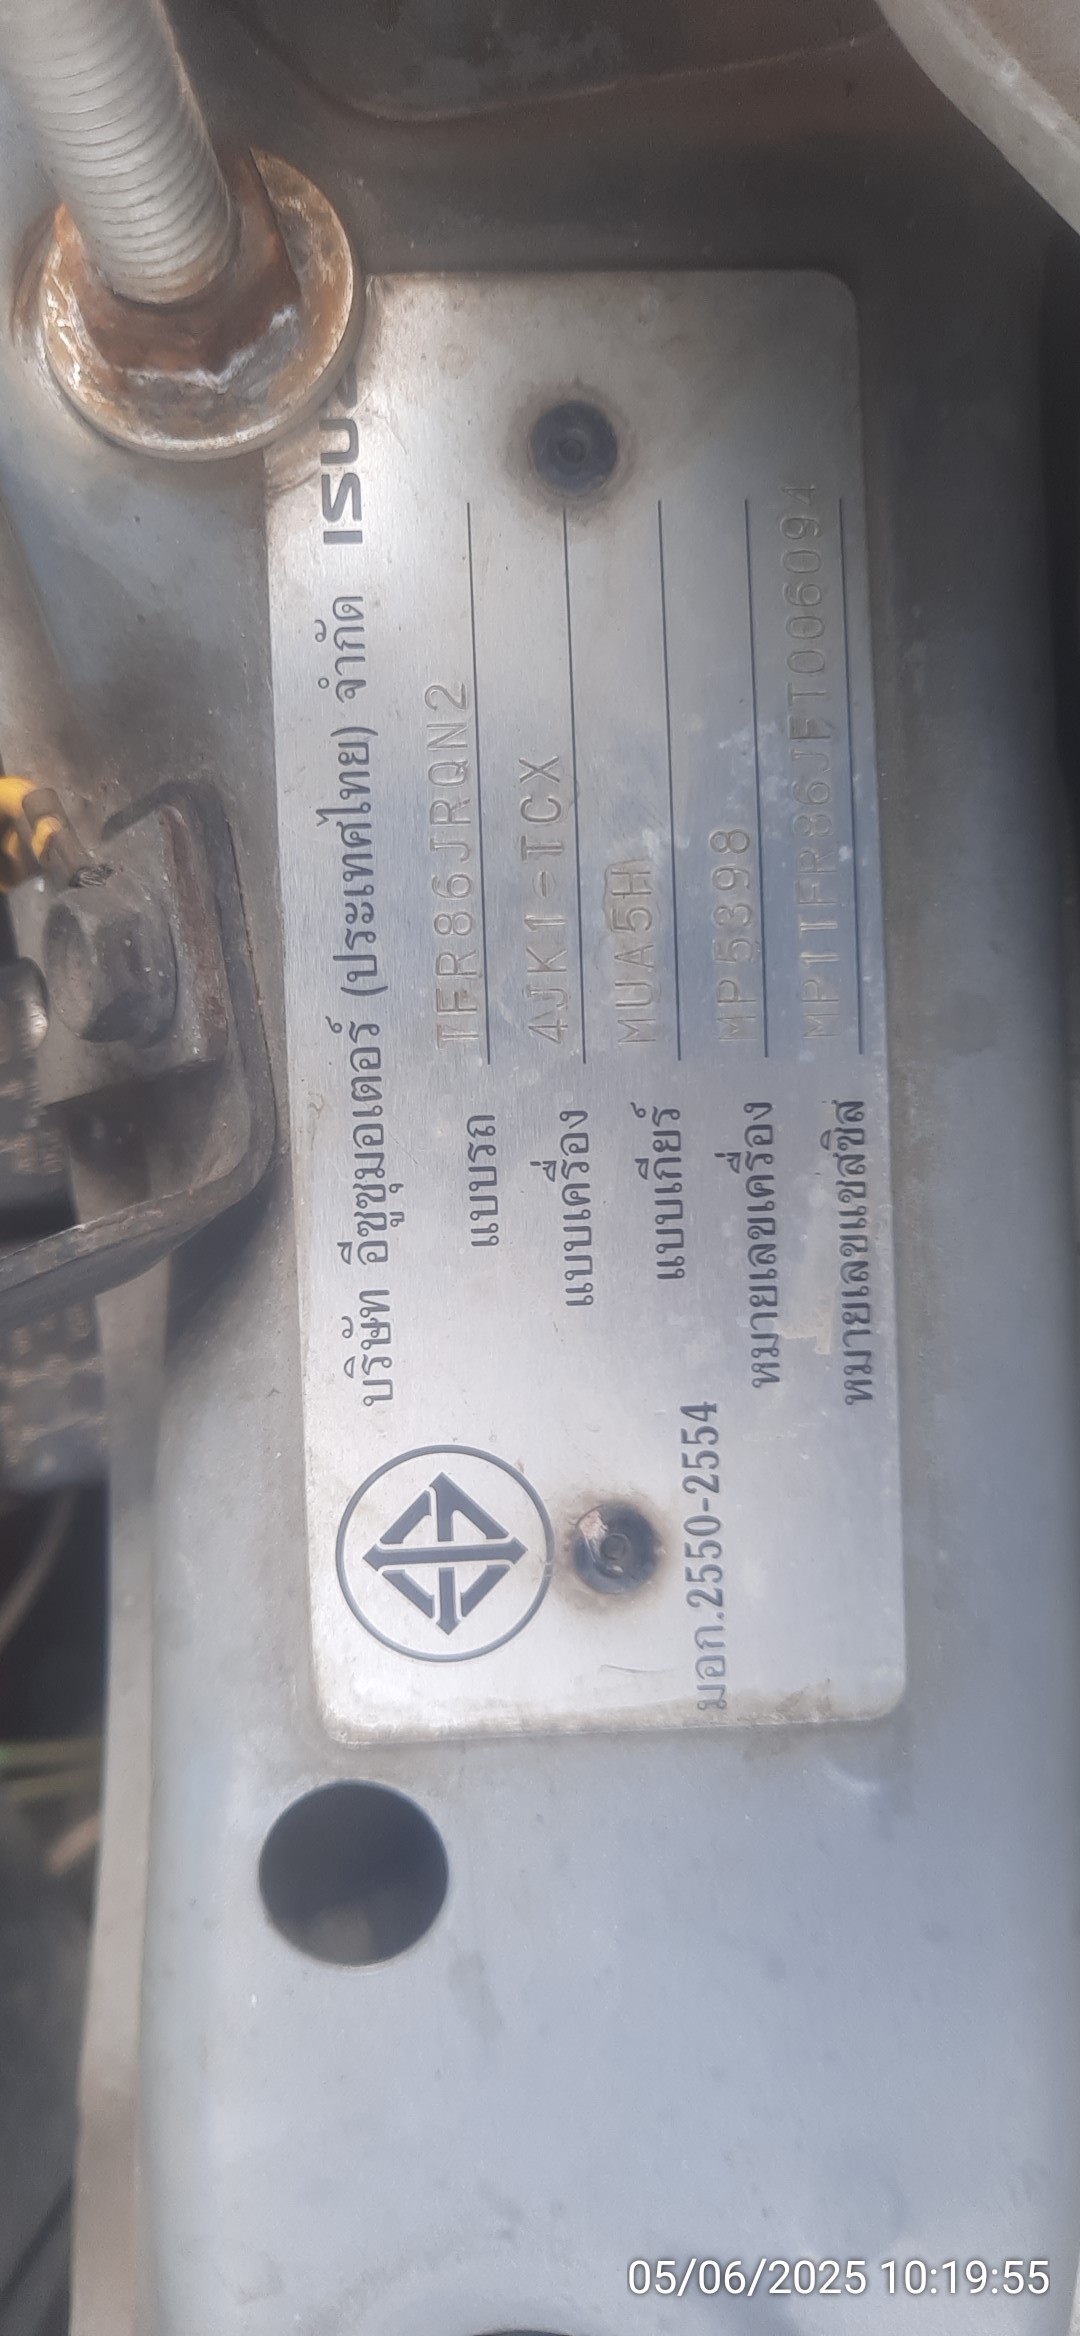 บริษัท อีซูซุมอเตอร์ (ประเทศไทย) จำกัด
แบบรถ TFR86JRQN2
แบบเครื่อง 4JK1-TCX
แบบเกียร์ MUA5H
มอก.2550-2554
หมายเลขเครื่อง MP5398
หมายเลขแชสซิส MP1TFR86JFT006094
05/06/2025 10:19:55